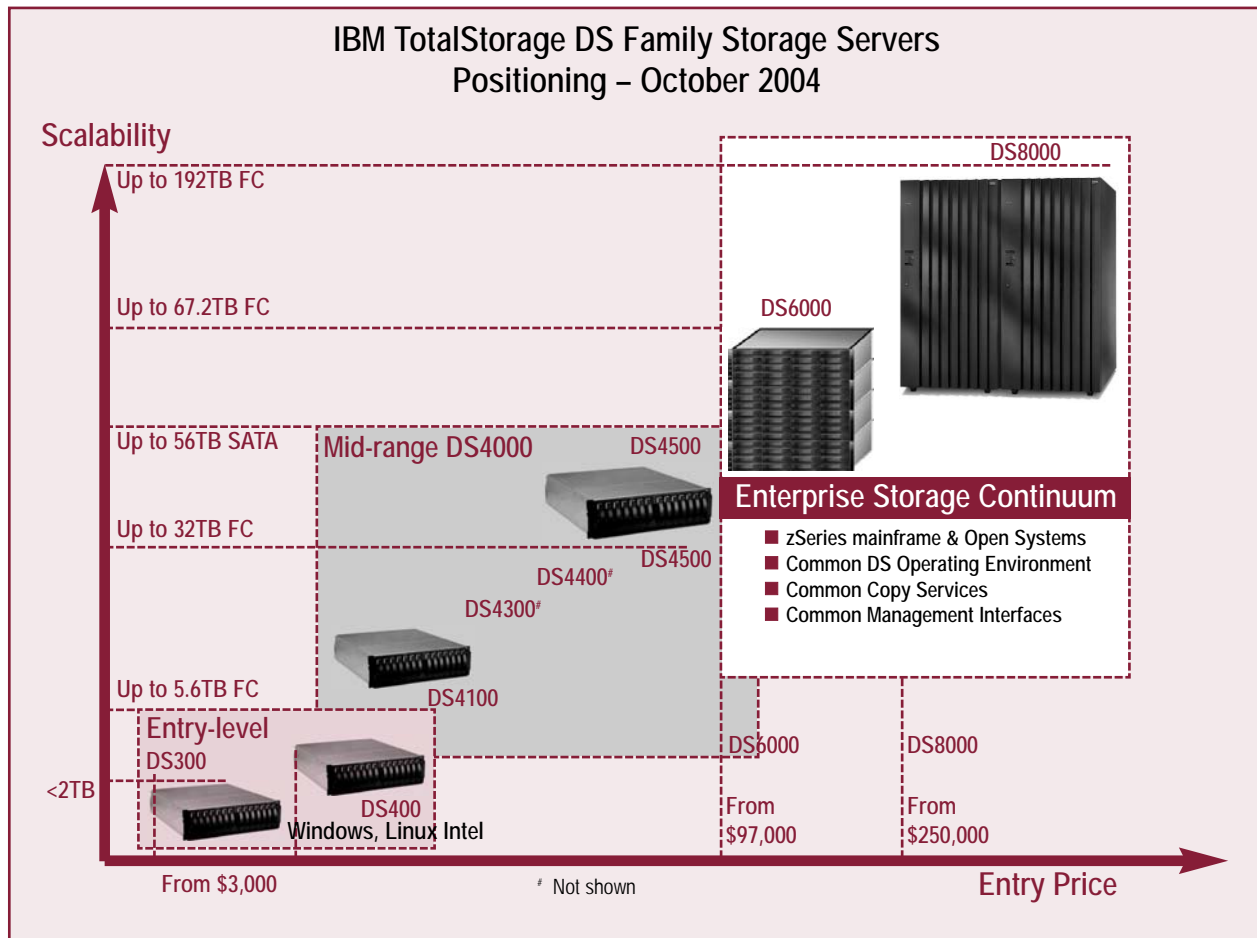 IBM TotalStorage DS Family Storage Servers
Positioning – October 2004
Scalability
DS8000
Up to 192TB FC
Up to 67.2TB FC
DS6000
Up to 56TB SATA
Mid-range DS4000
DS4500
Enterprise Storage Continuum
Up to 32TB FC
zSeries mainframe & Open Systems
Common DS Operating Environment
Common Copy Services
Common Management Interfaces
DS4500
DS4400#
DS4300#
Up to 5.6TB FC
DS4100
Entry-level
DS300
DS6000
DS8000
<2TB
DS400
Windows, Linux Intel
From
$97,000
From
$250,000
From $3,000
# Not shown
Entry Price